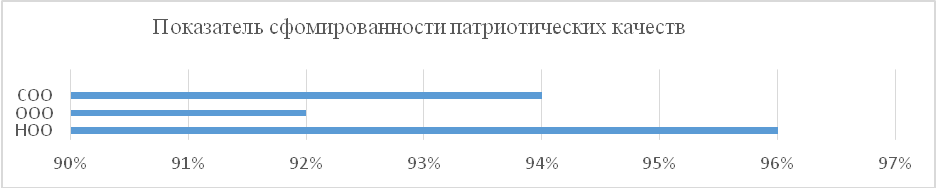 Показатель сфомированности патриотических качеств
СОО
ООО
НОО
90% 91% 92% 93% 94% 95% 96% 97%